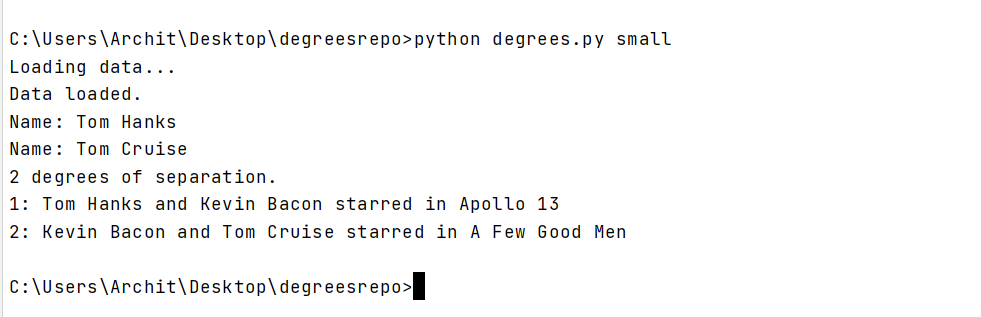 C:\Users\Archit\Desktop\degreesrepo>python degrees.py small
Loading data...
Data loaded.
Name: Tom Hanks
Name: Tom Cruise
2 degrees of separation.
1: Tom Hanks and Kevin Bacon starred in Apollo 13
2: Kevin Bacon and Tom Cruise starred in A Few Good Men
C:\Users\Archit\Desktop\degreesrepo>